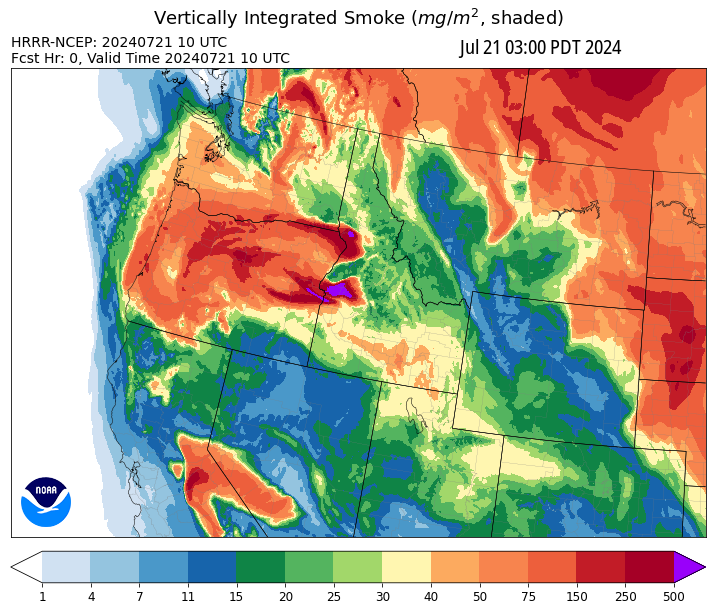 Vertically Integrated Smoke (mg/m², shaded)
HRRR-NCEP: 20240721 10 UTC
Jul 21 03:00 PDT 2024
Fcst Hr: 0, Valid Time 20240721 10 UTC
NOAA
1 4 7 11 15 20 25 30 40 50 75 150 250 500